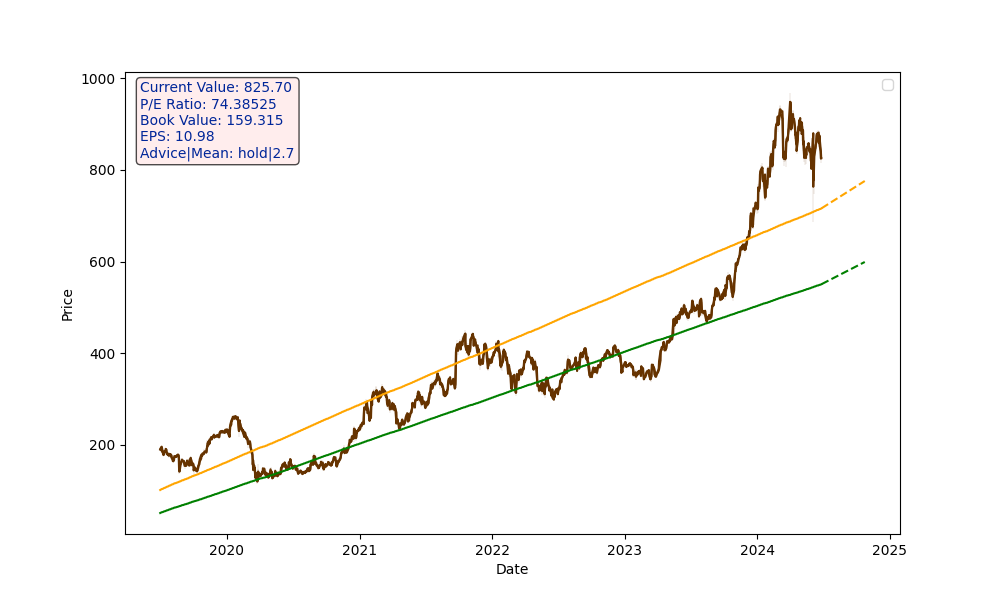 Current Value: 825.70
P/E Ratio: 74.38525
Book Value: 159.315
EPS: 10.98
Advice|Mean: hold|2.7
1000
800
600
400
200
Price
2020 2021 2022 2023 2024 2025
Date